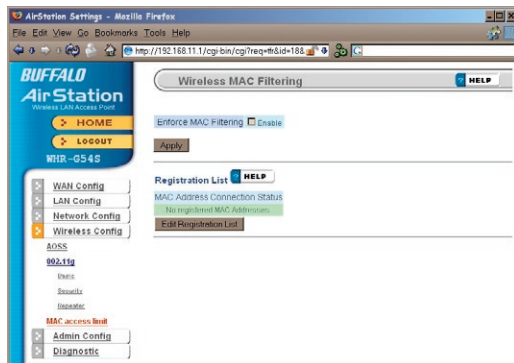 AirStation Settings - Mozilla Firefox
File Edit View Go Bookmarks Tools Help
http://192.168.11.1/cgi-bin/cgi?req=tfr&id=18&
BUFFALO
AirStation
Wireless LAN Access Point
HOME
LOGOUT
WHR-G54S
WAN Config
LAN Config
Network Config
Wireless Config
AOSS
802.11g
Basic
Security
Repeater
MAC access limit
Admin Config
Diagnostic
Wireless MAC Filtering
HELP
Enforce MAC Filtering Enable
Apply
Registration List HELP
MAC Address Connection Status
No registered MAC Addresses
Edit Registration List